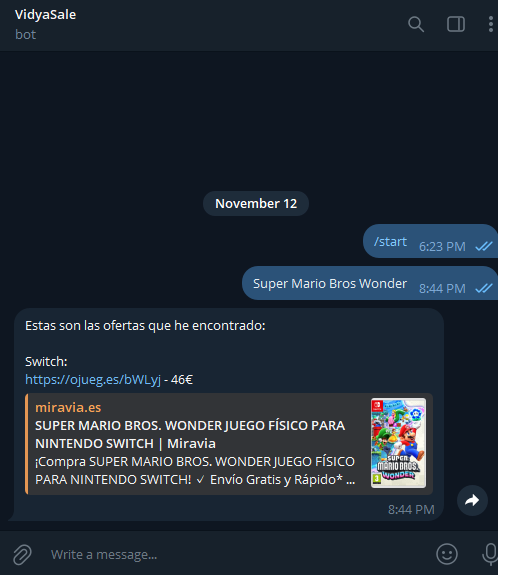 VidyaSale
bot
November 12
/start 6:23 PM
Super Mario Bros Wonder 8:44 PM
Estas son las ofertas que he encontrado:
Switch:
https://ojueg.es/bWLyj - 46€
miravia.es
SUPER MARIO BROS. WONDER JUEGO FÍSICO PARA
NINTENDO SWITCH | Miravia
¡Compra SUPER MARIO BROS. WONDER JUEGO FÍSICO
PARA NINTENDO SWITCH! ✓ Envío Gratis y Rápido* ...
SUPER
MARIO BROS.
WONDER
8:44 PM
Write a message...